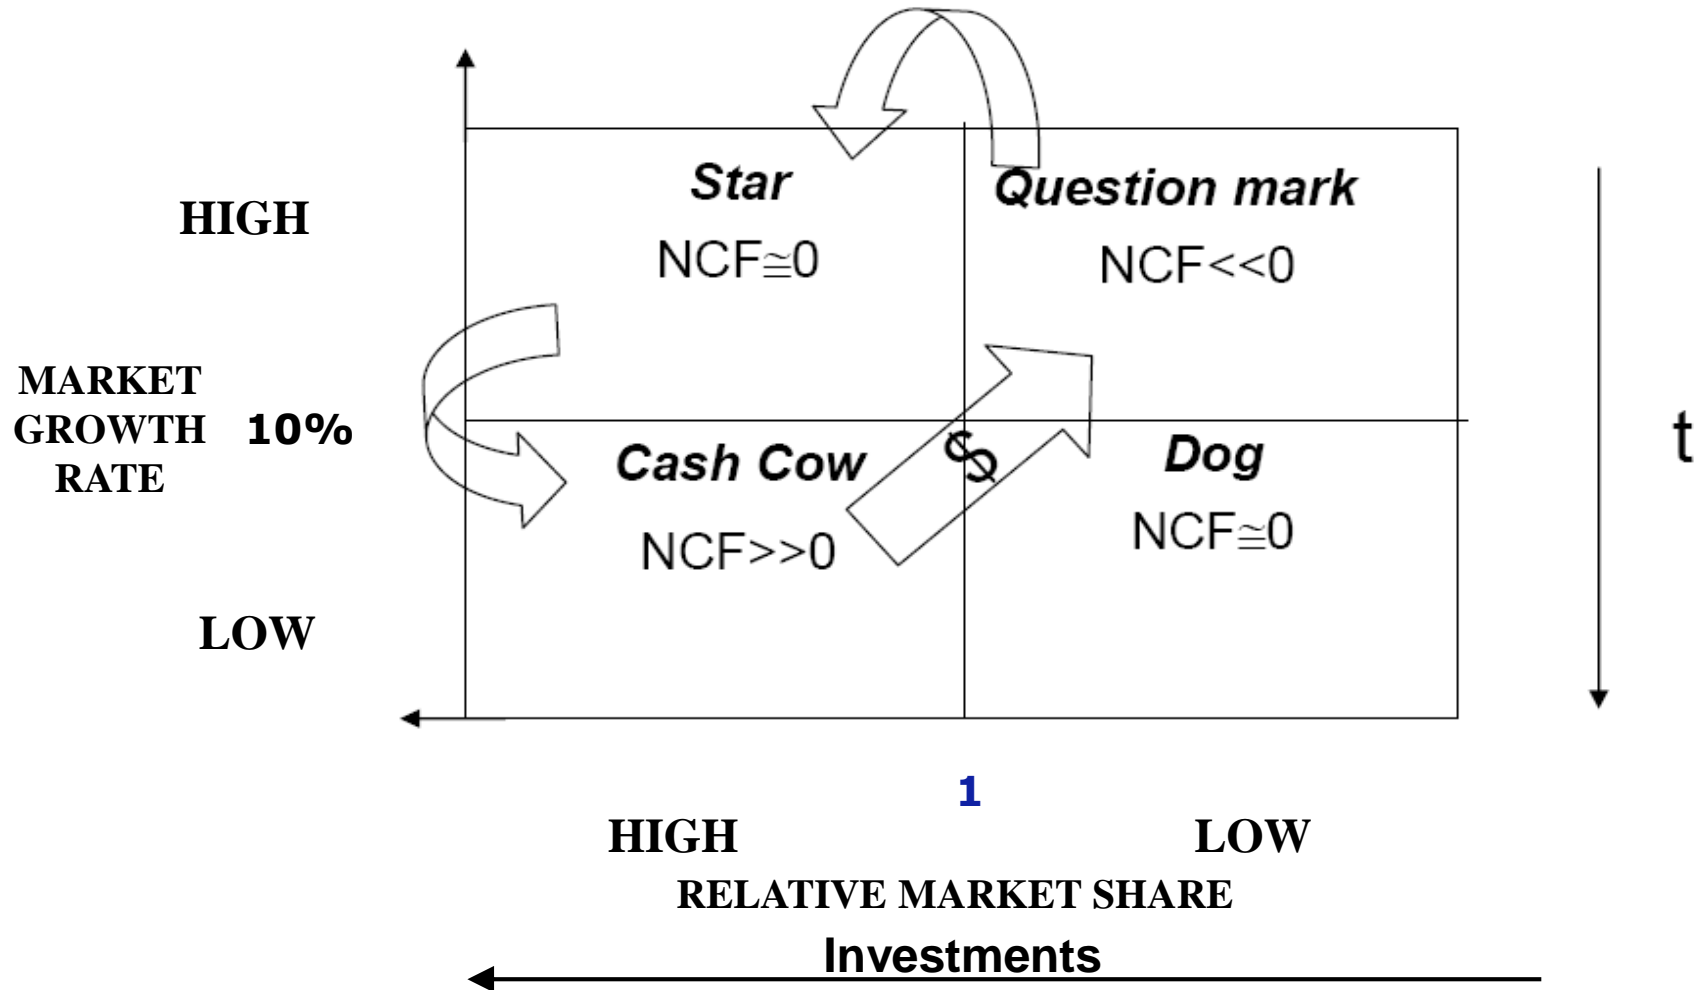 Star
Question mark
HIGH
NCF≅0
NCF<<0
MARKET
GROWTH
RATE
10%
t
Cash Cow
$
Dog
NCF>>0
NCF≅0
LOW
1
HIGH
LOW
RELATIVE MARKET SHARE
Investments